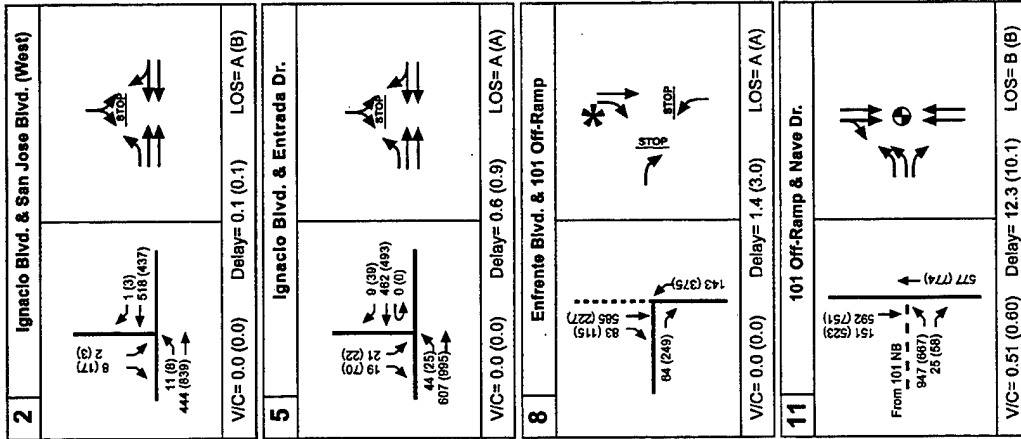 2
Ignacio Blvd. & San Jose Blvd. (West)
8 (17)
2 (3)
1 (3)
518 (437)
11 (8)
444 (839)
STOP
V/C= 0.0 (0.0) Delay= 0.1 (0.1) LOS= A (B)
5
Ignacio Blvd. & Entrada Dr.
19 (70)
21 (22)
9 (39)
462 (493)
0 (0)
44 (25)
607 (995)
STOP
V/C= 0.0 (0.0) Delay= 0.6 (0.9) LOS= A (A)
8
Enfrente Blvd. & 101 Off-Ramp
83 (115)
585 (227)
64 (249)
143 (375)
*
STOP
STOP
V/C= 0.0 (0.0) Delay= 1.4 (3.0) LOS= A (A)
11
101 Off-Ramp & Nave Dr.
151 (523)
592 (751)
From 101 NB
947 (667)
25 (58)
577 (774)
V/C= 0.51 (0.60) Delay= 12.3 (10.1) LOS= B (B)